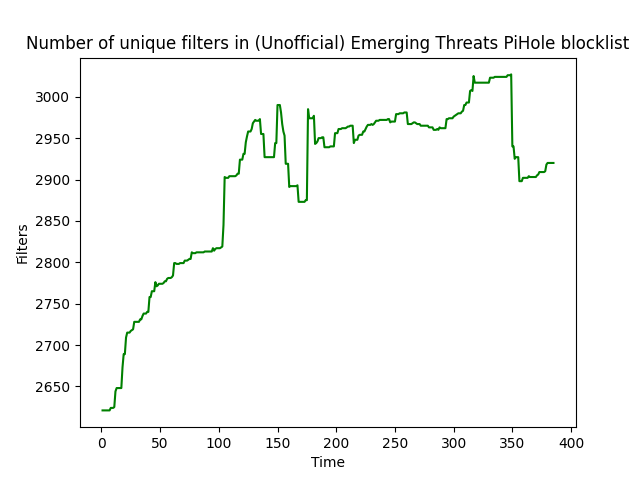 Number of unique filters in (Unofficial) Emerging Threats PiHole blocklist
3000
2950
2900
2850
2800
2750
2700
2650
Filters
0 50 100 150 200 250 300 350 400
Time